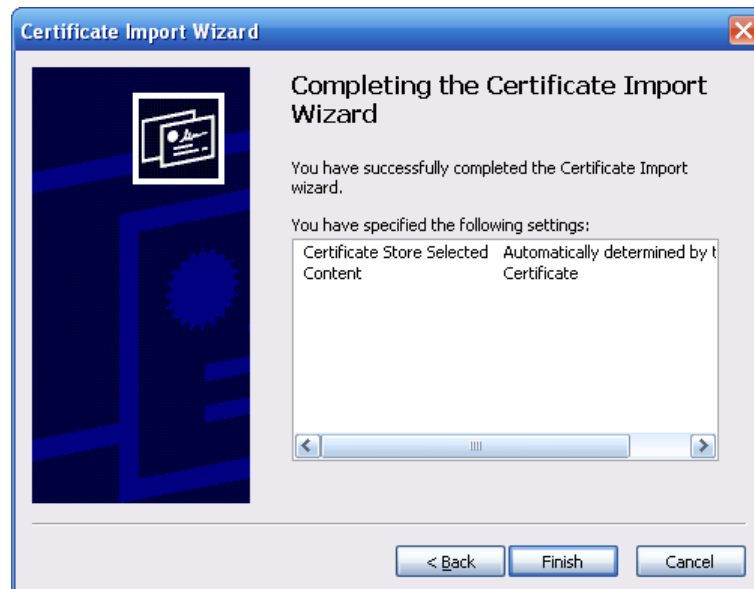 Certificate Import Wizard
Completing the Certificate Import
Wizard
You have successfully completed the Certificate Import
wizard.
You have specified the following settings:
Certificate Store Selected Automatically determined by t
Content Certificate
< Back Finish Cancel